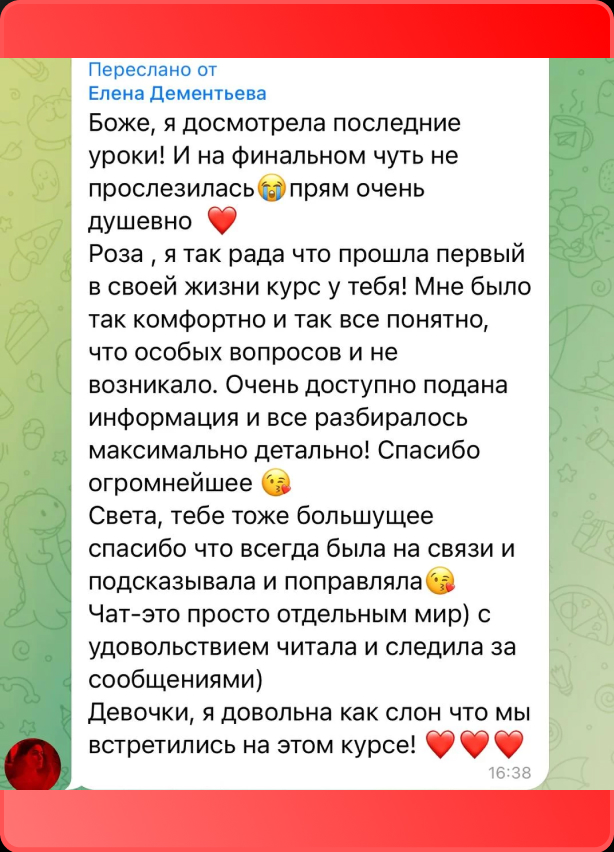 Переслано от
Елена Дементьева
Боже, я досмотрела последние
уроки! И на финальном чуть не
прослезилась😭прям очень
душевно ❤️
Роза , я так рада что прошла первый
в своей жизни курс у тебя! Мне было
так комфортно и так все понятно,
что особых вопросов и не
возникало. Очень доступно подана
информация и все разбиралось
максимально детально! Спасибо
огромнейшее 😘
Света, тебе тоже большущее
спасибо что всегда была на связи и
подсказывала и поправляла😘
Чат-это просто отдельным мир) с
удовольствием читала и следила за
сообщениями)
Девочки, я довольна как слон что мы
встретились на этом курсе! ❤️❤️❤️
16:38